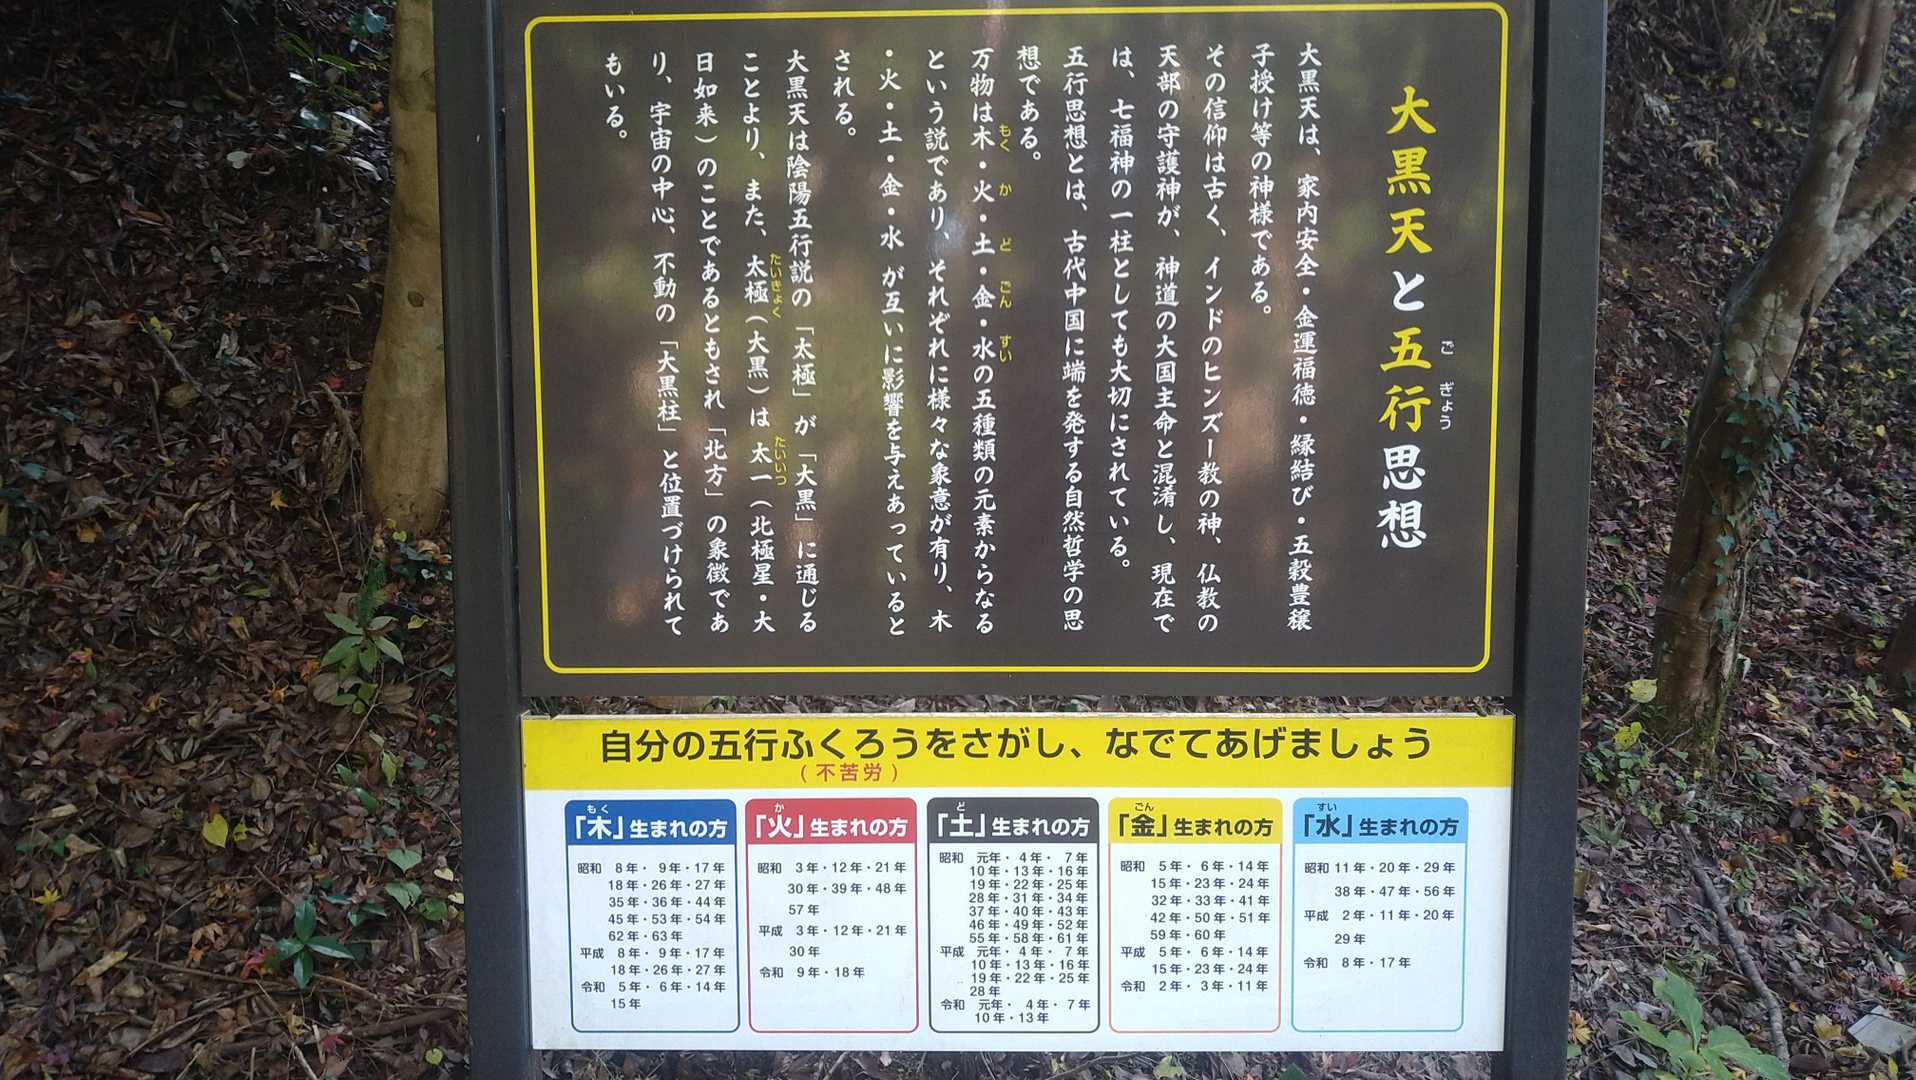 大黒天と五行思想
ごぎょう
大黒天は、家内安全・金運福徳・縁結び・五穀豊穣
子授け等の神様である。
その信仰は古く、インドのヒンズー教の神、仏教の
天部の守護神が、神道の大国主命と混淆し、現在で
は、七福神の一柱としても大切にされている。
五行思想とは、古代中国に端を発する自然哲学の思
想である。
もく か ど ごん すい
万物は木・火・土・金・水の五種類の元素からなる
という説であり、それぞれに様々な象意が有り、木
・火・土・金・水 が互いに影響を与えあっていると
される。
大黒天は陰陽五行説の「太極」が「大黒」に通じる
たいきょく たいいつ
ことより、また、太極(大黒)は太一(北極星・大
日如来)のことであるともされ「北方」の象徴であ
り、宇宙の中心、不動の「大黒柱」と位置づけられて
もいる。
自分の五行ふくろうをさがし、なでてあげましょう
(不苦労)
もく
「木」生まれの方
昭和 8年・9年・17年
18年・26年・27年
35年・36年・44年
45年・53年・54年
62年・63年
平成 8年・9年・17年
18年・26年・27年
令和 5年・6年・14年
15年
か
「火」生まれの方
昭和 3年・12年・21年
30年・39年・48年
57年
平成 3年・12年・21年
30年
令和 9年・18年
ど
「土」生まれの方
昭和 元年・4年・7年
10年・13年・16年
19年・22年・25年
28年・31年・34年
37年・40年・43年
46年・49年・52年
55年・58年・61年
平成 元年・4年・7年
10年・13年・16年
19年・22年・25年
28年
令和 元年・4年・7年
10年・13年
ごん
「金」生まれの方
昭和 5年・6年・14年
15年・23年・24年
32年・33年・41年
42年・50年・51年
59年・60年
平成 5年・6年・14年
15年・23年・24年
令和 2年・3年・11年
すい
「水」生まれの方
昭和 11年・20年・29年
38年・47年・56年
平成 2年・11年・20年
29年
令和 8年・17年